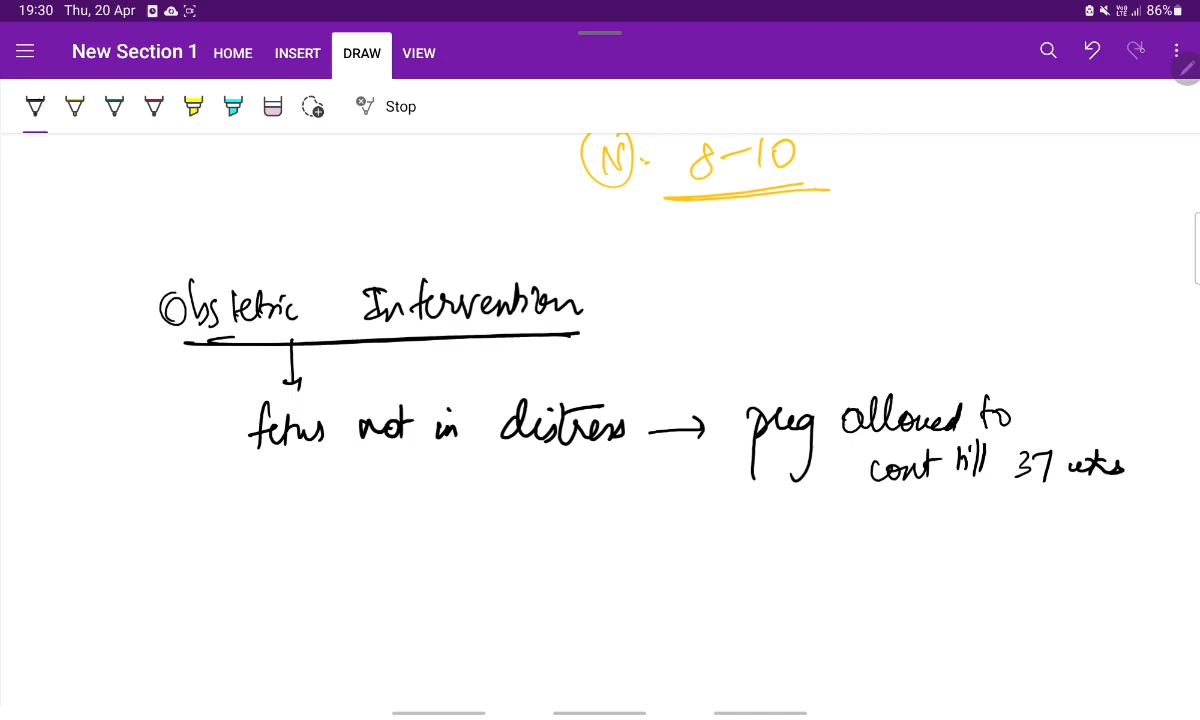 19:30 Thu, 20 Apr 86%
New Section 1 HOME INSERT DRAW VIEW
Stop
N 8-10
Obstetric Intervention
fetus not in distress → preg allowed to
cont till 37 wks